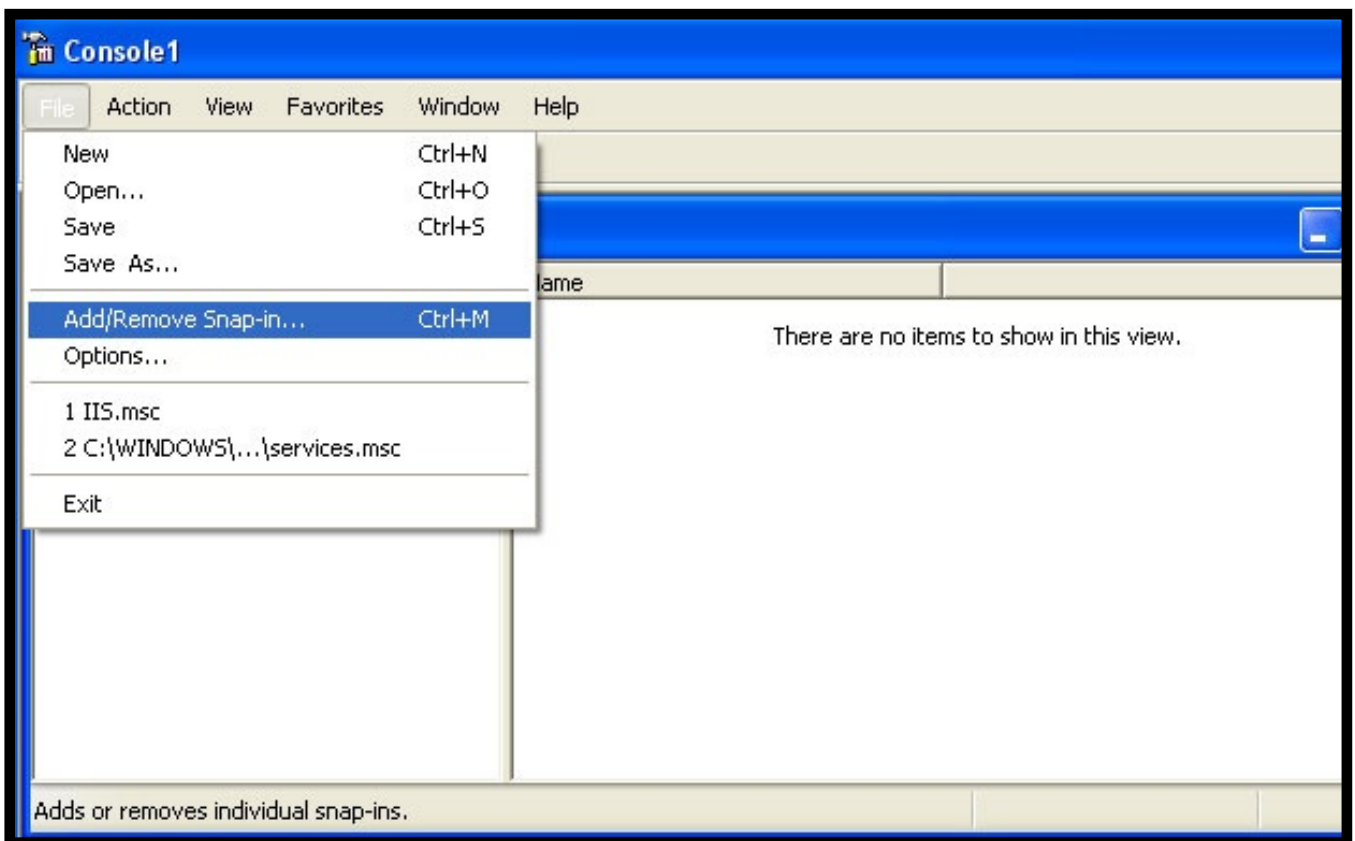 Console1
File Action View Favorites Window Help
New Ctrl+N
Open... Ctrl+O
Save Ctrl+S
Save As...
Add/Remove Snap-in... Ctrl+M
Options...
1 IIS.msc
2 C:\WINDOWS\...\services.msc
Exit
ame
There are no items to show in this view.
Adds or removes individual snap-ins.